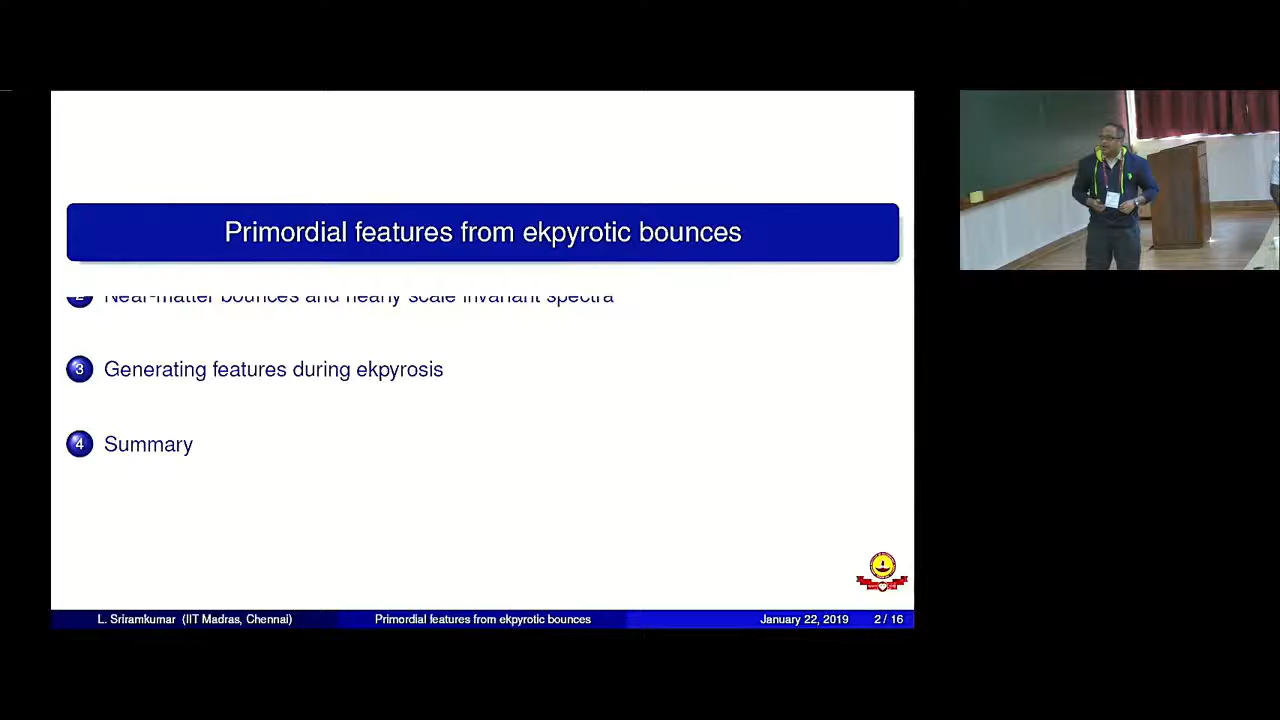 Primordial features from ekpyrotic bounces
2 Near-matter bounces and nearly scale invariant spectra
3 Generating features during ekpyrosis
4 Summary
L. Sriramkumar (IIT Madras, Chennai) Primordial features from ekpyrotic bounces January 22, 2019 2 / 16